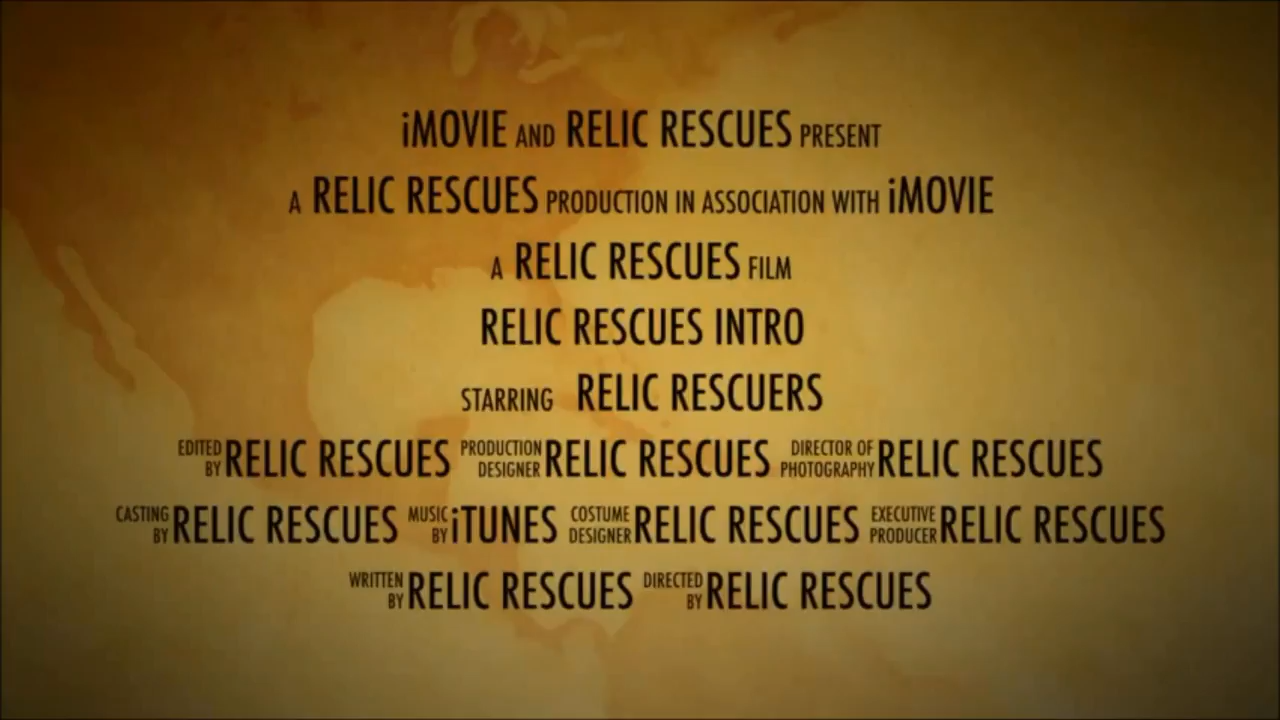 iMOVIE AND RELIC RESCUES PRESENT
A RELIC RESCUES PRODUCTION IN ASSOCIATION WITH iMOVIE
A RELIC RESCUES FILM
RELIC RESCUES INTRO
STARRING RELIC RESCUERS
EDITED BY RELIC RESCUES PRODUCTION DESIGNER RELIC RESCUES DIRECTOR OF PHOTOGRAPHY RELIC RESCUES
CASTING BY RELIC RESCUES MUSIC BY iTUNES COSTUME DESIGNER RELIC RESCUES EXECUTIVE PRODUCER RELIC RESCUES
WRITTEN BY RELIC RESCUES DIRECTED BY RELIC RESCUES